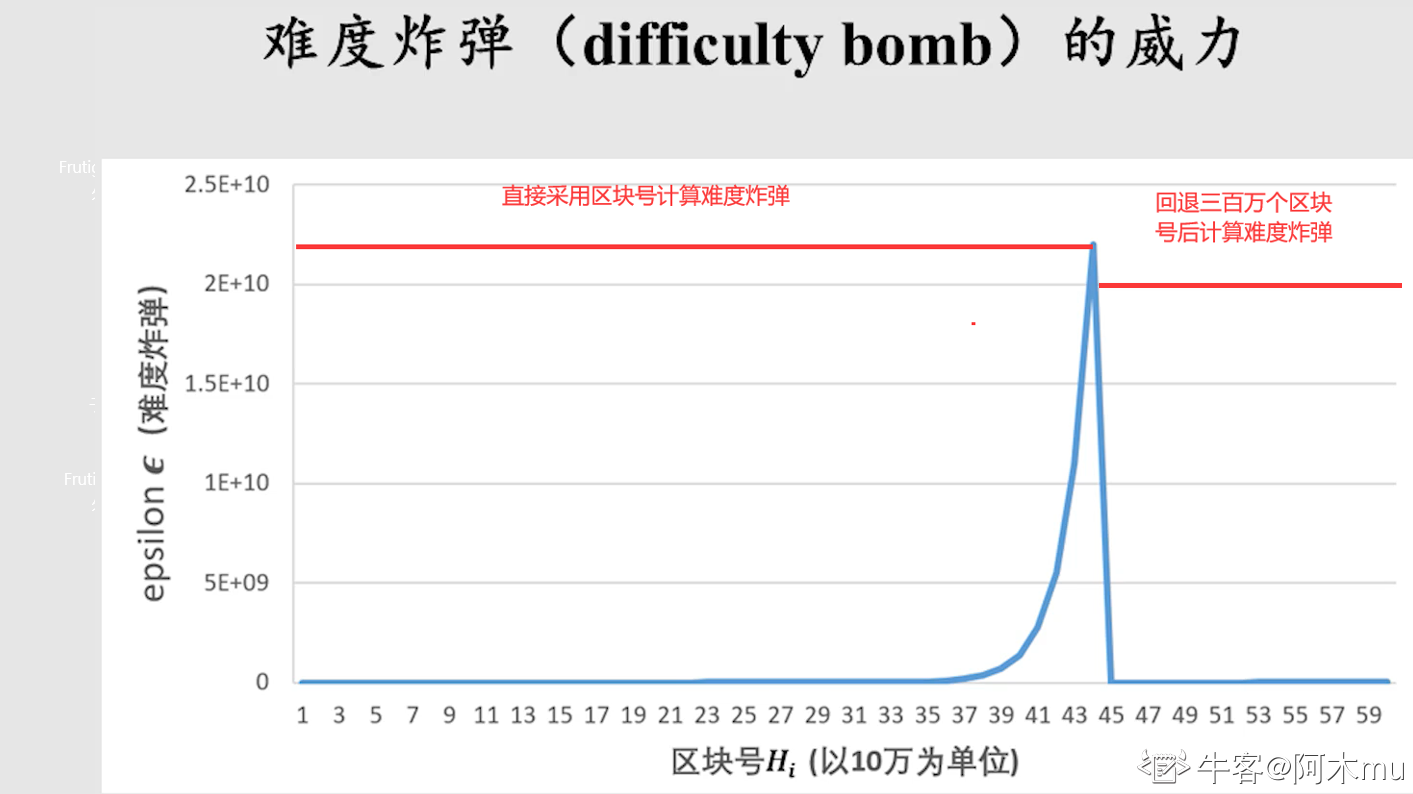 难度炸弹（difficulty bomb）的威力
直接采用区块号计算难度炸弹
回退三百万个区块
号后计算难度炸弹
2.5E+10
2E+10
1.5E+10
1E+10
5E+09
0
epsilon ϵ (难度炸弹)
1 3 5 7 9 11 13 15 17 19 21 23 25 27 29 31 33 35 37 39 41 43 45 47 49 51 53 55 57 59
区块号Hᵢ (以10万为单位)
牛客@阿木mu